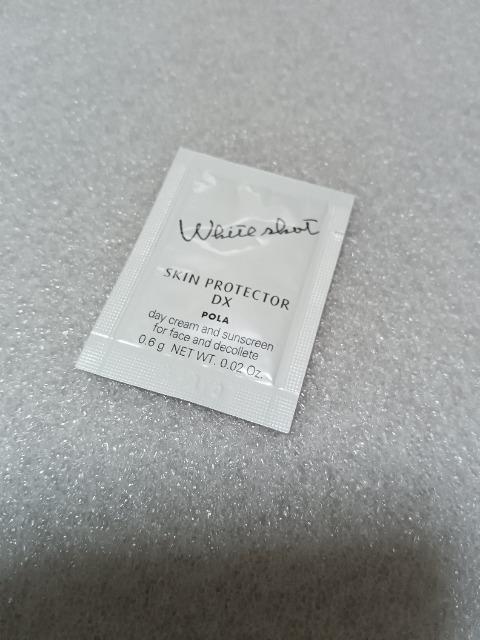 White shot
SKIN PROTECTOR
DX
POLA
day cream and sunscreen
for face and decollete
0.6 g NET WT. 0.02 Oz.